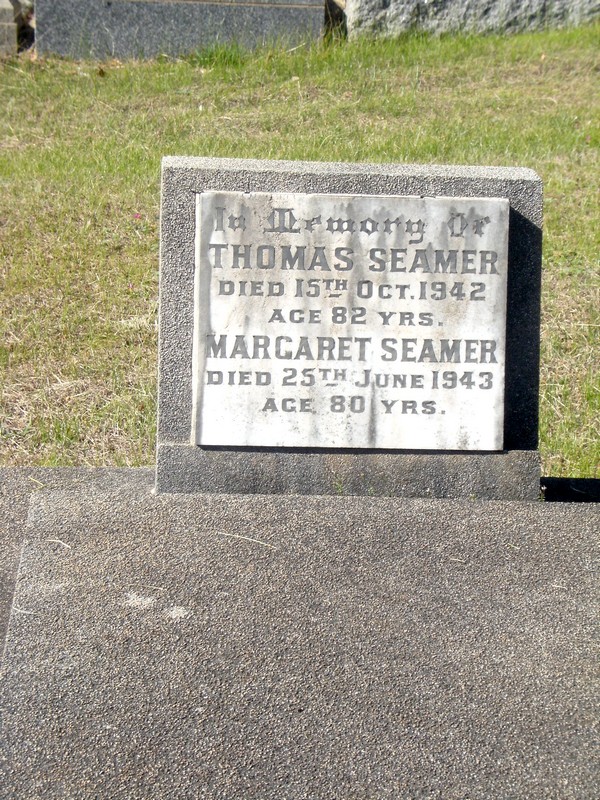 In Memory Of
THOMAS SEAMER
DIED 15TH OCT. 1942
AGE 82 YRS.
MARGARET SEAMER
DIED 25TH JUNE 1943
AGE 80 YRS.